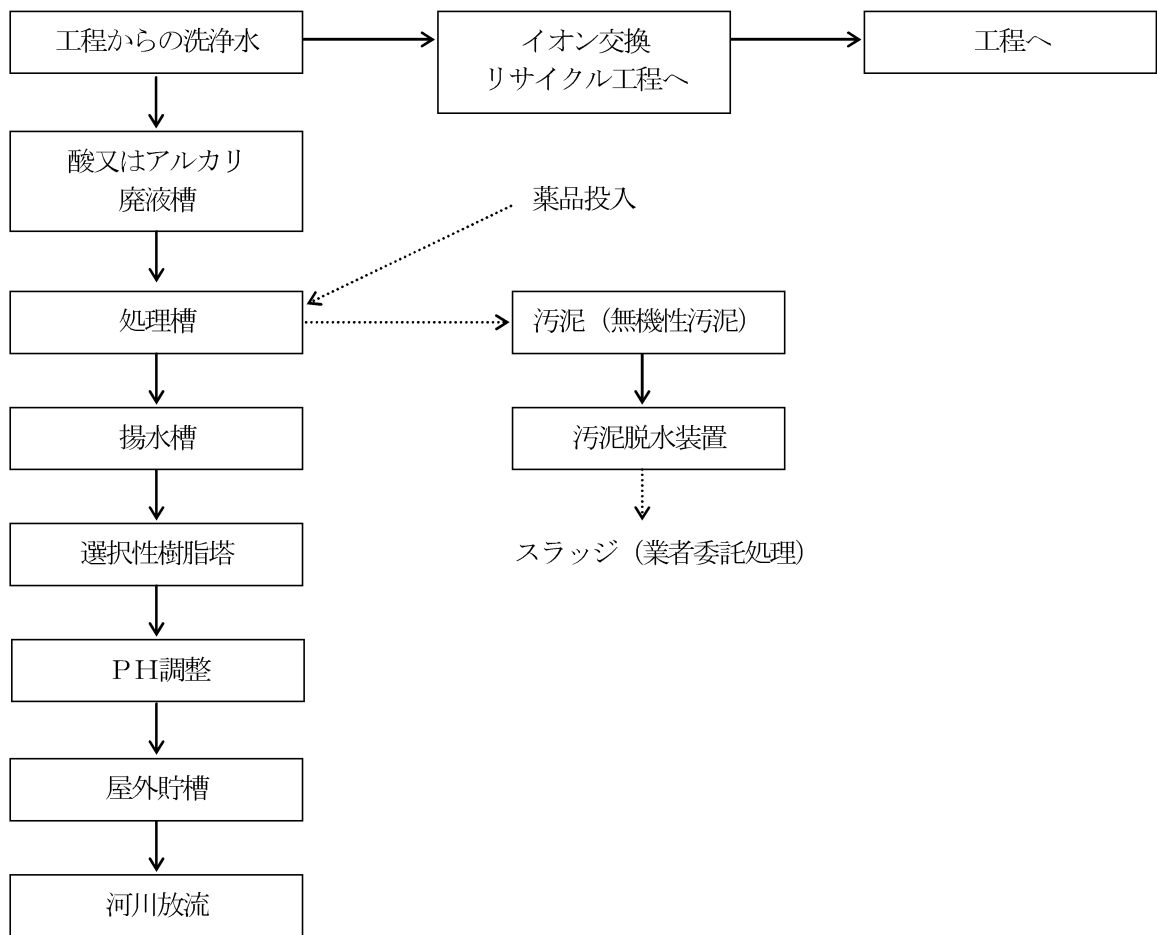 工程からの洗浄水
イオン交換
リサイクル工程へ
工程へ
酸又はアルカリ
廃液槽
薬品投入
処理槽
汚泥（無機性汚泥）
揚水槽
汚泥脱水装置
選択性樹脂塔
スラッジ（業者委託処理）
ＰＨ調整
屋外貯槽
河川放流